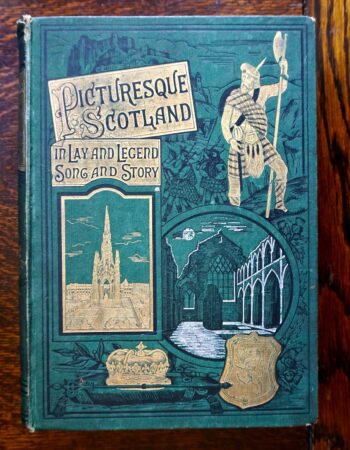 PICTURESQUE
SCOTLAND
IN LAY AND LEGEND
SONG AND STORY